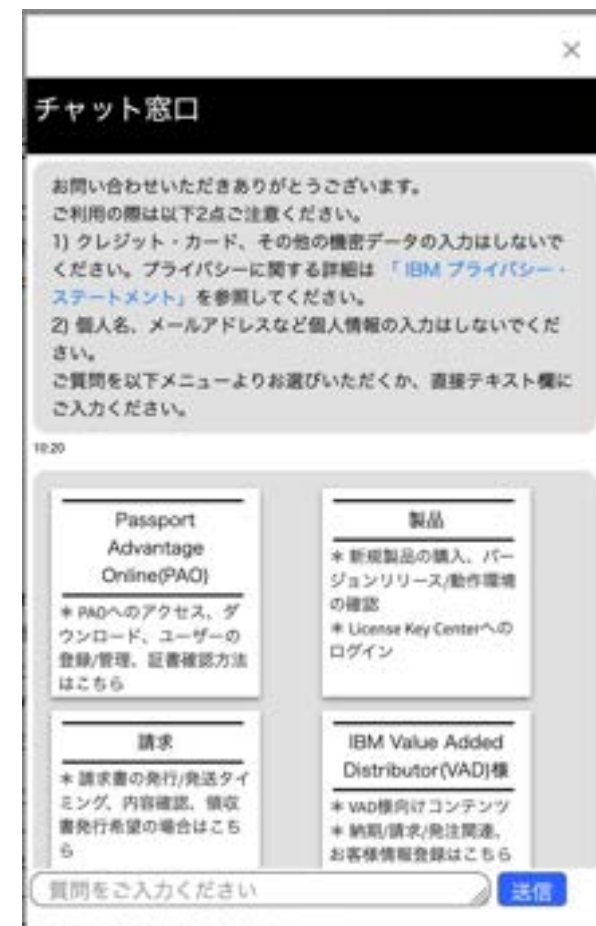 ×
チャット窓口
お問い合わせいただきありがとうございます。
ご利用の際は以下2点ご注意ください。
1) クレジット・カード、その他の機密データの入力はしないで
ください。プライバシーに関する詳細は 「 IBM プライバシー・
ステートメント」を参照してください。
2) 個人名、メールアドレスなど個人情報の入力はしないでくだ
さい。
ご質問を以下メニューよりお選びいただくか、直接テキスト欄に
ご入力ください。
10:20
Passport
Advantage
Online(PAO)
* PAOへのアクセス、ダ
ウンロード、ユーザーの
登録/管理、証書確認方法
はこちら
製品
* 新規製品の購入、バー
ジョンリリース/動作環境
の確認
* License Key Centerへの
ログイン
請求
* 請求書の発行/発送タイ
ミング、内容確認、領収
書発行希望の場合はこち
ら
IBM Value Added
Distributor(VAD)様
* VAD様向けコンテンツ
* 納期/請求/発注関連、
お客様情報登録はこちら
質問をご入力ください
送信